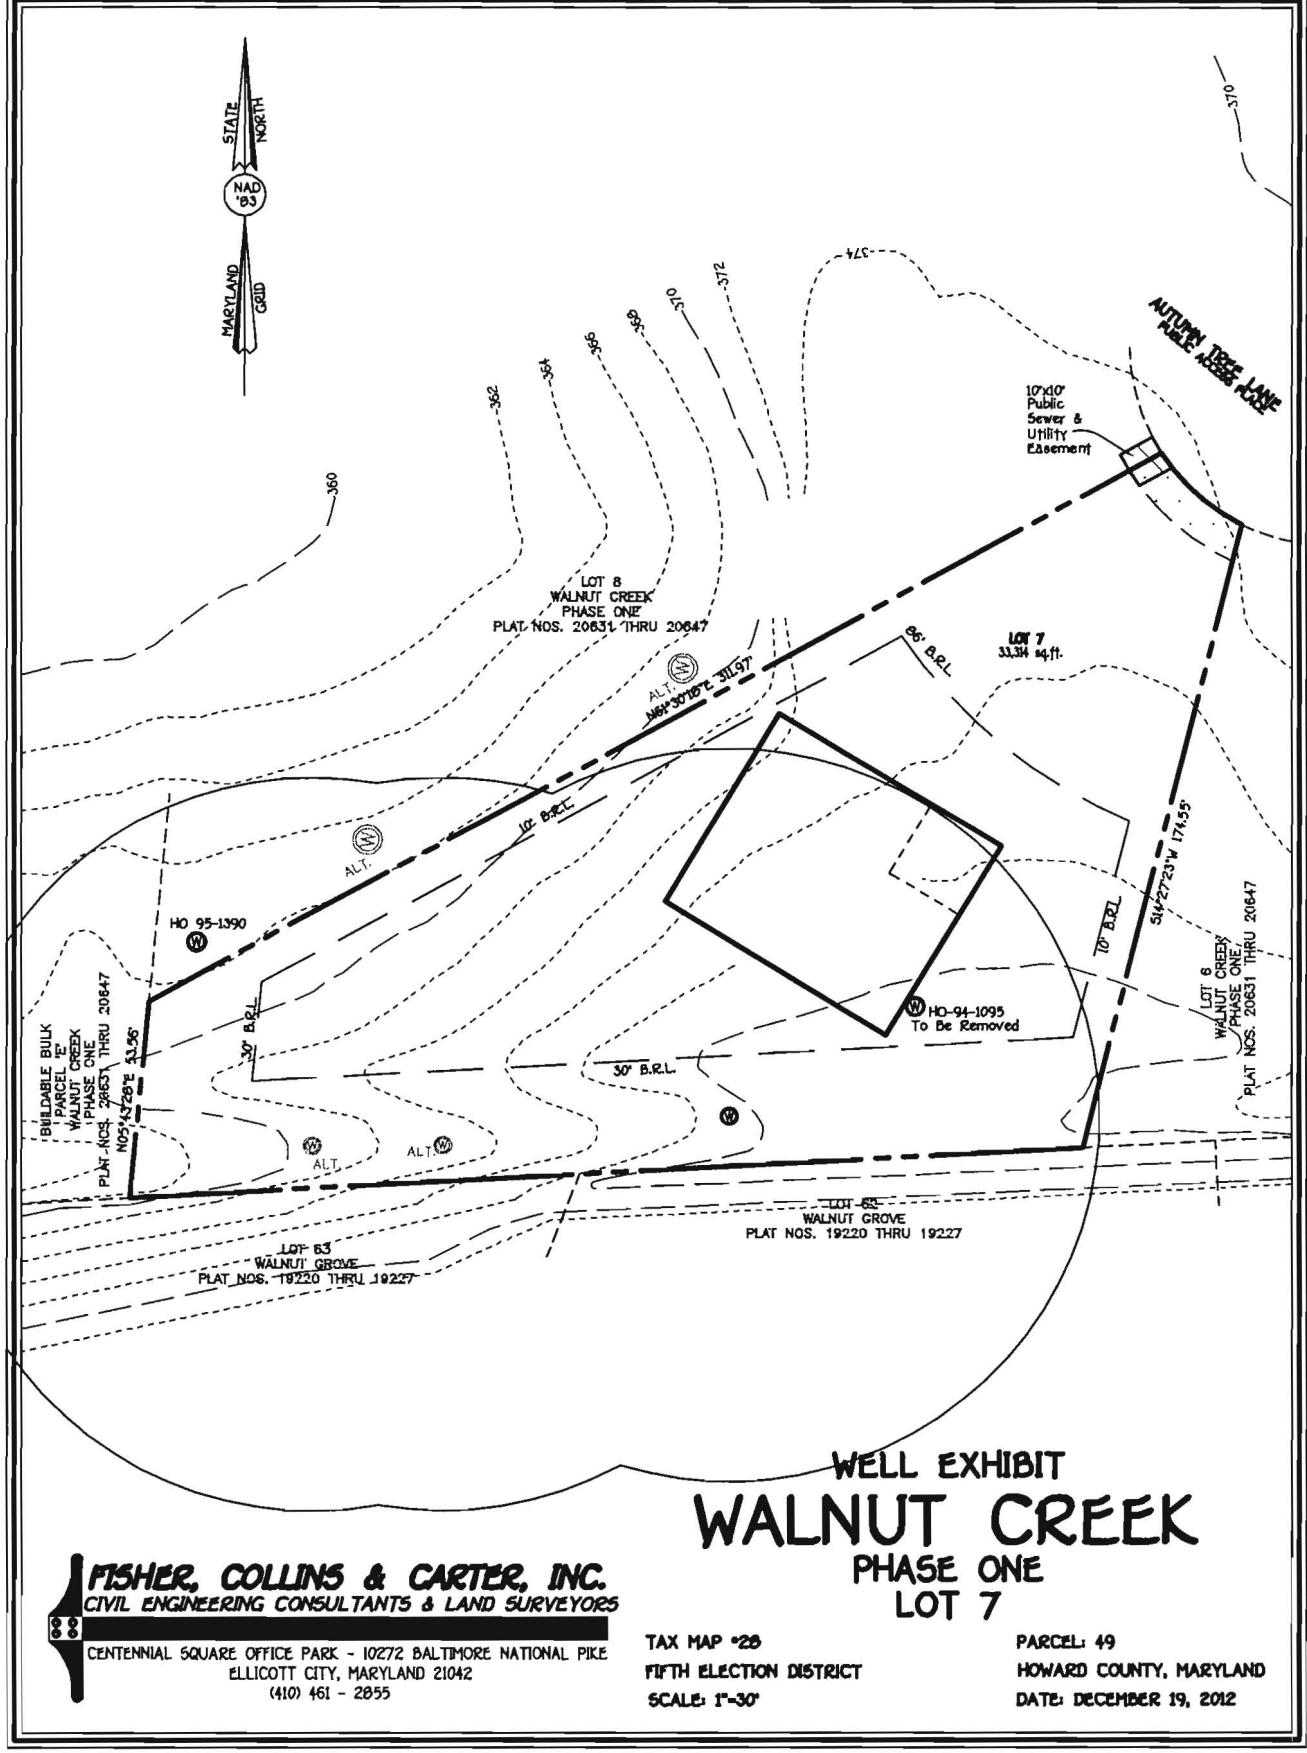 STATE
NORTH
NAD
'83
MARYLAND
GRID
370
374
372
370
368
366
364
362
360
AUTUMN TREE LANE
PUBLIC ACCESS PLACE
10'x10'
Public
Sewer &
Utility
Easement
LOT 8
WALNUT CREEK
PHASE ONE
PLAT NOS. 20631 THRU 20647
86' B.R.L.
LOT 7
33,314 sq.ft.
W
ALT.
N61°30'18"E 311.97'
10' B.R.L.
W
ALT.
S14°27'23"W 174.55'
10' B.R.L.
HO 95-1390
W
LOT 6
WALNUT CREEK
PHASE ONE
PLAT NOS. 20631 THRU 20647
BUILDABLE BULK
PARCEL "E"
WALNUT CREEK
PHASE ONE
PLAT NOS. 20631 THRU 20647
N05°43'28"E 53.56'
30' B.R.L.
W
HO-94-1095
To Be Removed
30' B.R.L.
W
W
ALT.
ALT.
W
LOT 62
WALNUT GROVE
PLAT NOS. 19220 THRU 19227
LOT 63
WALNUT GROVE
PLAT NOS. 19220 THRU 19227
WELL EXHIBIT
WALNUT CREEK
PHASE ONE
LOT 7
FISHER, COLLINS & CARTER, INC.
CIVIL ENGINEERING CONSULTANTS & LAND SURVEYORS
CENTENNIAL SQUARE OFFICE PARK - 10272 BALTIMORE NATIONAL PIKE
ELLICOTT CITY, MARYLAND 21042
(410) 461 - 2855
TAX MAP #28
FIFTH ELECTION DISTRICT
SCALE: 1"=30'
PARCEL: 49
HOWARD COUNTY, MARYLAND
DATE: DECEMBER 19, 2012